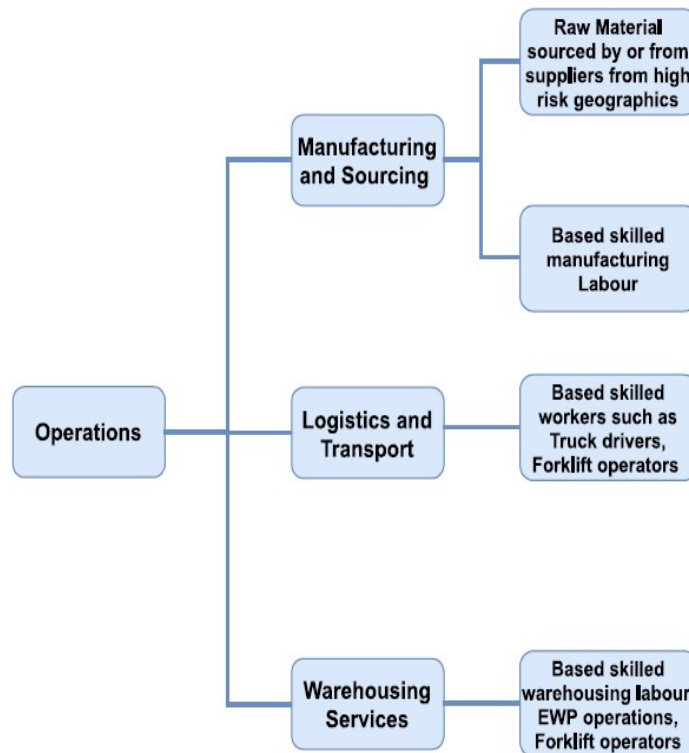 Raw Material
sourced by or from
suppliers from high
risk geographics
Manufacturing
and Sourcing
Based skilled
manufacturing
Labour
Operations
Logistics and
Transport
Based skilled
workers such as
Truck drivers,
Forklift operators
Warehousing
Services
Based skilled
warehousing labour
EWP operations,
Forklift operators